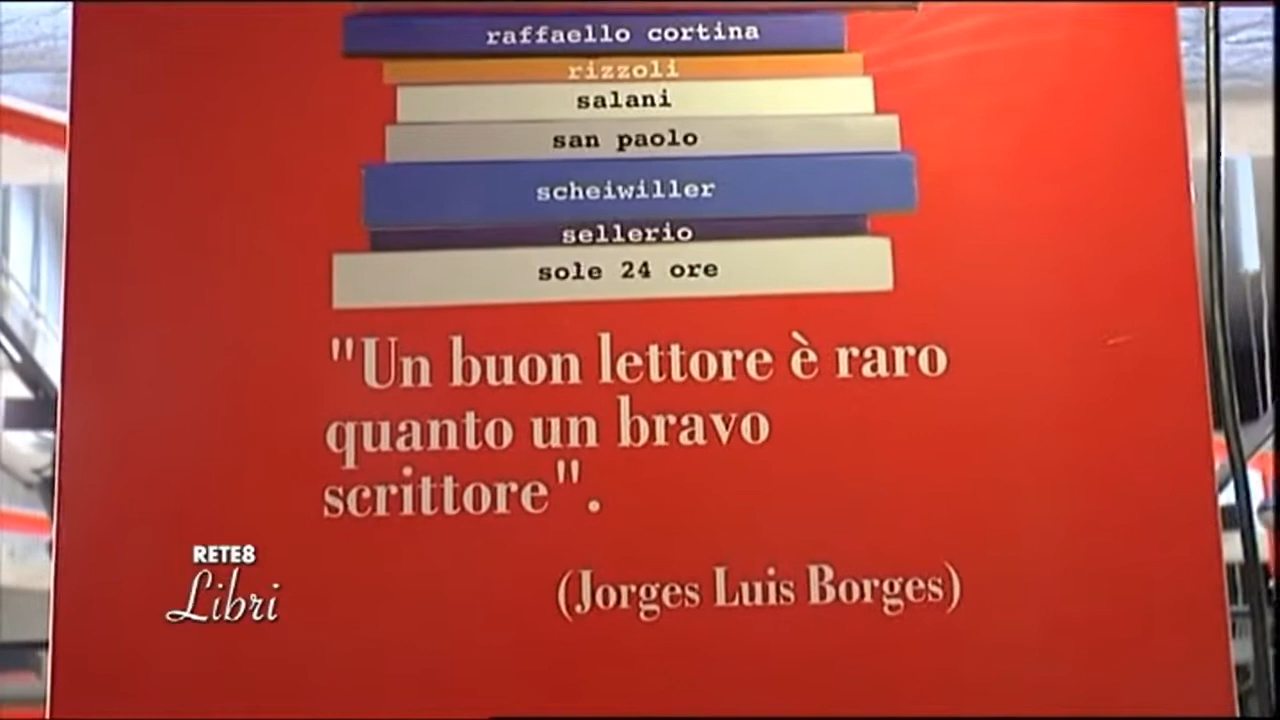 raffaello cortina
rizzoli
salani
san paolo
scheiwiller
sellerio
sole 24 ore
"Un buon lettore è raro
quanto un bravo
scrittore".
(Jorges Luis Borges)
RETE8
Libri